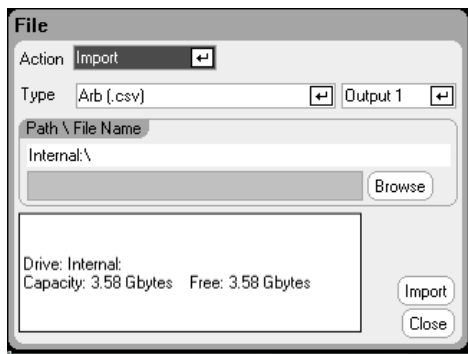 File
Action Import
Type Arb (.csv) Output 1
Path \ File Name
Internal:\
Browse
Drive: Internal:
Capacity: 3.58 Gbytes Free: 3.58 Gbytes
Import
Close